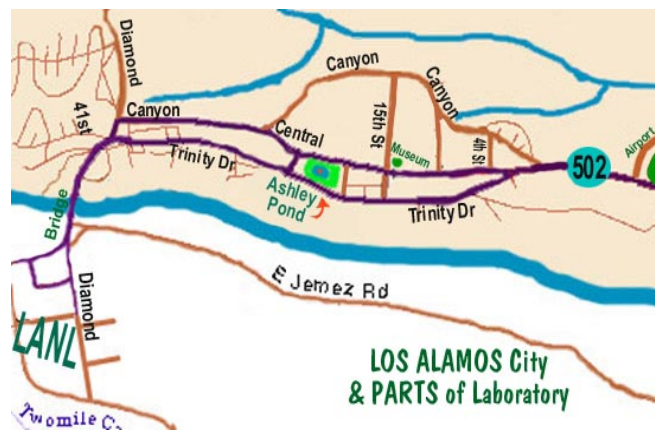 Diamond
Canyon
Canyon
41st
Canyon
Central
15th St
4th St
Museum
Airport
Trinity Dr
502
Ashley
Pond
Trinity Dr
Bridge
Diamond
E Jemez Rd
LANL
LOS ALAMOS City
& PARTS of Laboratory
Twomile